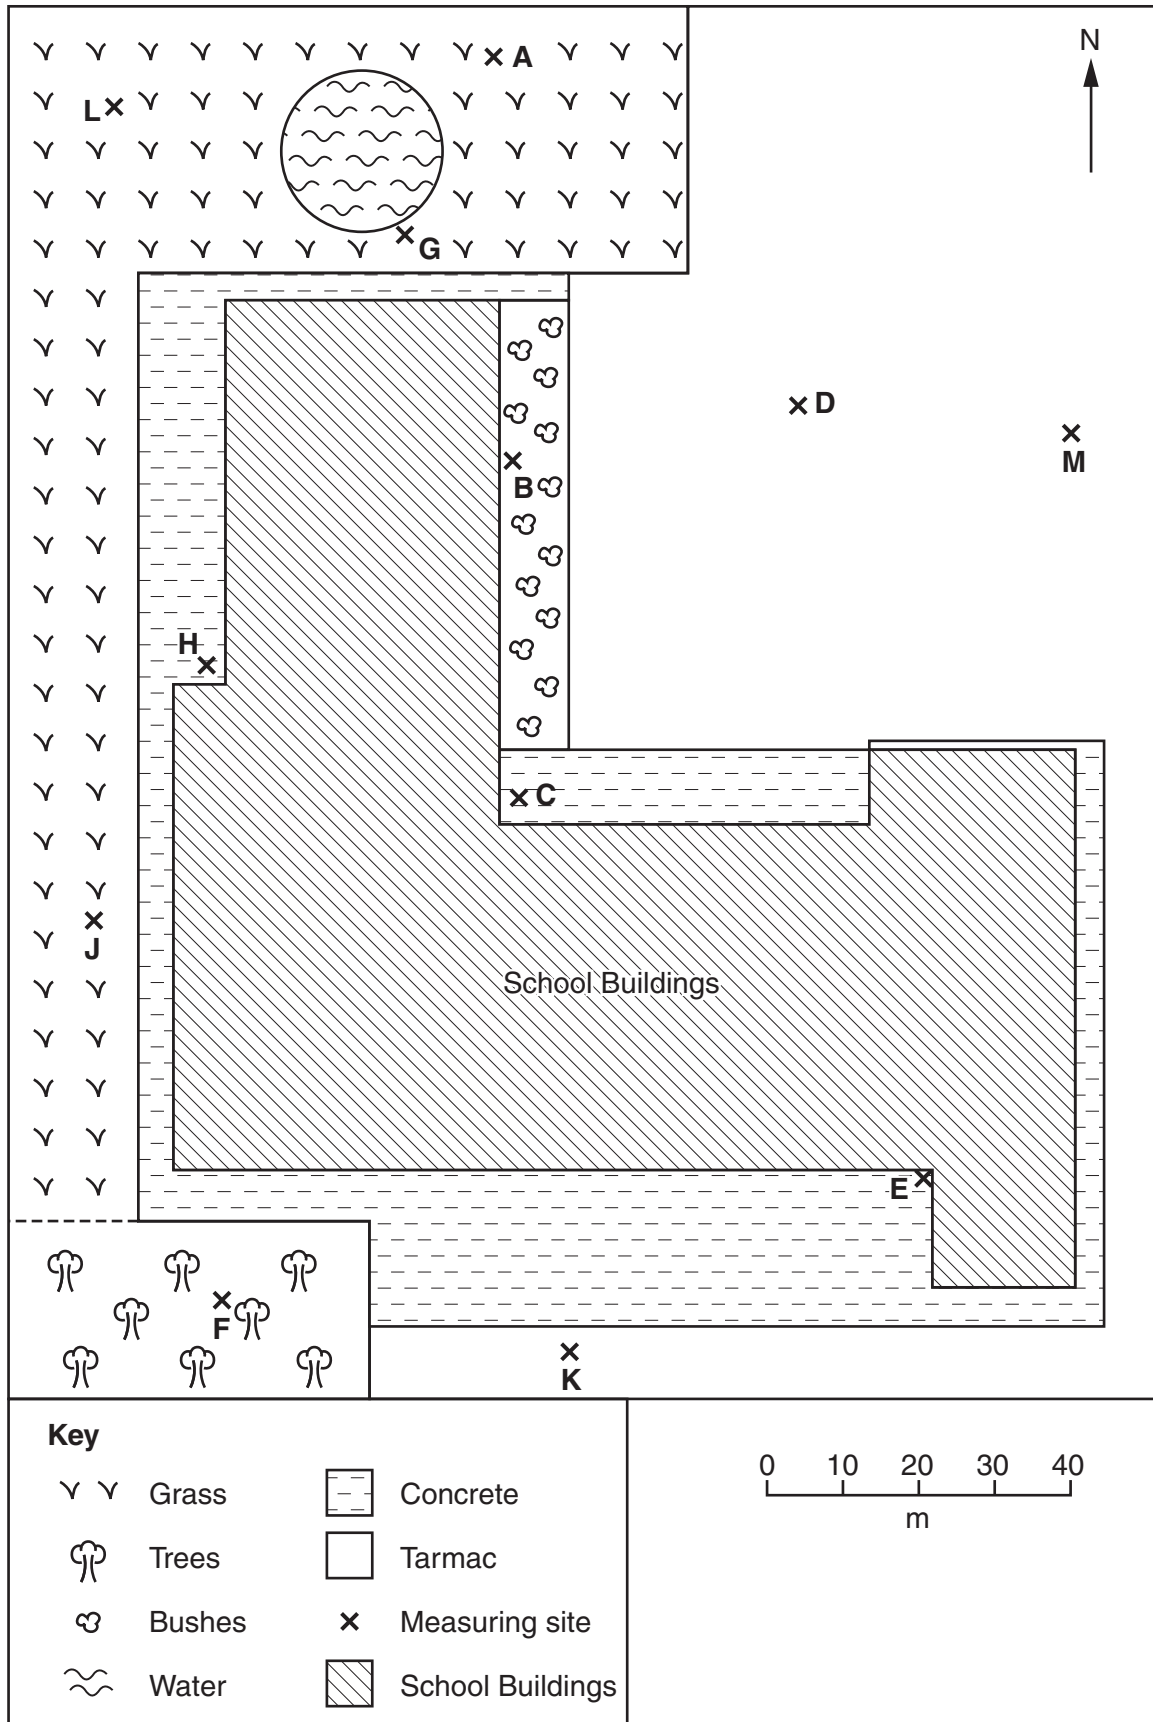 N
A
L
G
D
M
B
H
C
J
School Buildings
E
F
K
Key
Grass
Concrete
Trees
Tarmac
Bushes
Measuring site
Water
School Buildings
0 10 20 30 40
m